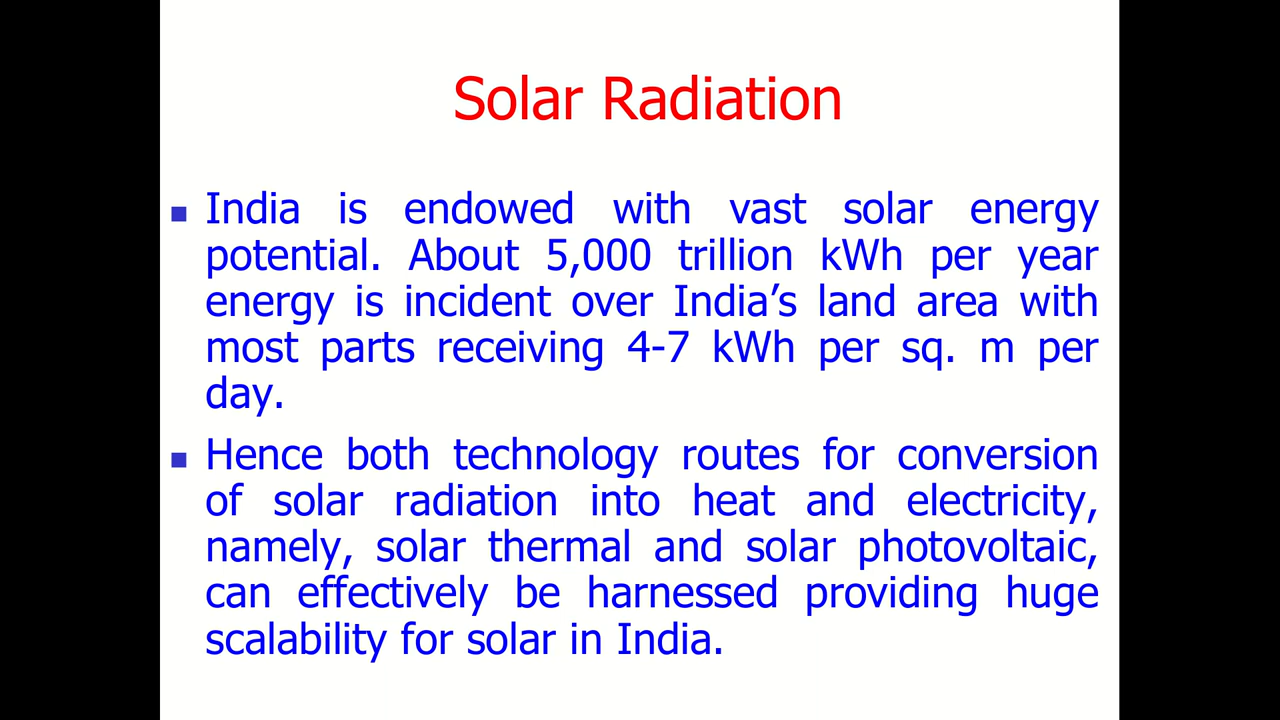 Solar Radiation
India is endowed with vast solar energy
potential. About 5,000 trillion kWh per year
energy is incident over India’s land area with
most parts receiving 4-7 kWh per sq. m per
day.
Hence both technology routes for conversion
of solar radiation into heat and electricity,
namely, solar thermal and solar photovoltaic,
can effectively be harnessed providing huge
scalability for solar in India.